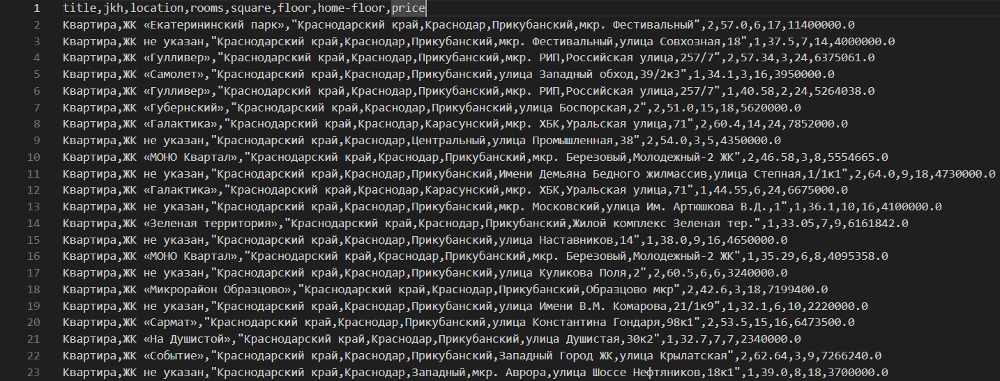 1 title,jkh,location,rooms,square,floor,home-floor,price
2 Квартира,ЖК «Екатерининский парк»,"Краснодарский край,Краснодар,Прикубанский,мкр. Фестивальный",2,57.0,6,17,11400000.0
3 Квартира,ЖК не указан,"Краснодарский край,Краснодар,Прикубанский,мкр. Фестивальный,улица Совхозная,18",1,37.5,7,14,4000000.0
4 Квартира,ЖК «Гулливер»,"Краснодарский край,Краснодар,Прикубанский,мкр. РИП,Российская улица,257/7",2,57.34,3,24,6375061.0
5 Квартира,ЖК «Самолет»,"Краснодарский край,Краснодар,Прикубанский,улица Западный обход,39/2к3",1,34.1,3,16,3950000.0
6 Квартира,ЖК «Гулливер»,"Краснодарский край,Краснодар,Прикубанский,мкр. РИП,Российская улица,257/7",1,40.58,2,24,5264038.0
7 Квартира,ЖК «Губернский»,"Краснодарский край,Краснодар,Прикубанский,улица Боспорская,2",2,51.0,15,18,5620000.0
8 Квартира,ЖК «Галактика»,"Краснодарский край,Краснодар,Карасунский,мкр. ХБК,Уральская улица,71",2,60.4,14,24,7852000.0
9 Квартира,ЖК не указан,"Краснодарский край,Краснодар,Центральный,улица Промышленная,38",2,54.0,3,5,4350000.0
10 Квартира,ЖК «МОНО Квартал»,"Краснодарский край,Краснодар,Прикубанский,мкр. Березовый,Молодежный-2 ЖК",2,46.58,3,8,5554665.0
11 Квартира,ЖК не указан,"Краснодарский край,Краснодар,Прикубанский,Имени Демьяна Бедного жилмассив,улица Степная,1/1к1",2,64.0,9,18,4730000.0
12 Квартира,ЖК «Галактика»,"Краснодарский край,Краснодар,Карасунский,мкр. ХБК,Уральская улица,71",1,44.55,6,24,6675000.0
13 Квартира,ЖК не указан,"Краснодарский край,Краснодар,Прикубанский,мкр. Московский,улица Им. Артюшкова В.Д.,1",1,36.1,10,16,4100000.0
14 Квартира,ЖК «Зеленая территория»,"Краснодарский край,Краснодар,Прикубанский,Жилой комплекс Зеленая тер.",1,33.05,7,9,6161842.0
15 Квартира,ЖК не указан,"Краснодарский край,Краснодар,Прикубанский,улица Наставников,14",1,38.0,9,16,4650000.0
16 Квартира,ЖК «МОНО Квартал»,"Краснодарский край,Краснодар,Прикубанский,мкр. Березовый,Молодежный-2 ЖК",1,35.29,6,8,4095358.0
17 Квартира,ЖК не указан,"Краснодарский край,Краснодар,Прикубанский,улица Куликова Поля,2",2,60.5,6,6,3240000.0
18 Квартира,ЖК «Микрорайон Образцово»,"Краснодарский край,Краснодар,Прикубанский,Образцово мкр",2,42.6,3,18,7199400.0
19 Квартира,ЖК не указан,"Краснодарский край,Краснодар,Прикубанский,улица Имени В.М. Комарова,21/1к9",1,32.1,6,10,2220000.0
20 Квартира,ЖК «Сармат»,"Краснодарский край,Краснодар,Прикубанский,улица Константина Гондаря,98к1",2,53.5,15,16,6473500.0
21 Квартира,ЖК «На Душистой»,"Краснодарский край,Краснодар,Прикубанский,улица Душистая,30к2",1,32.7,7,7,2340000.0
22 Квартира,ЖК «Событие»,"Краснодарский край,Краснодар,Прикубанский,Западный Город ЖК,улица Крылатская",2,62.64,3,9,7266240.0
23 Квартира,ЖК не указан,"Краснодарский край,Краснодар,Западный,мкр. Аврора,улица Шоссе Нефтяников,18к1",1,39.0,8,18,3700000.0